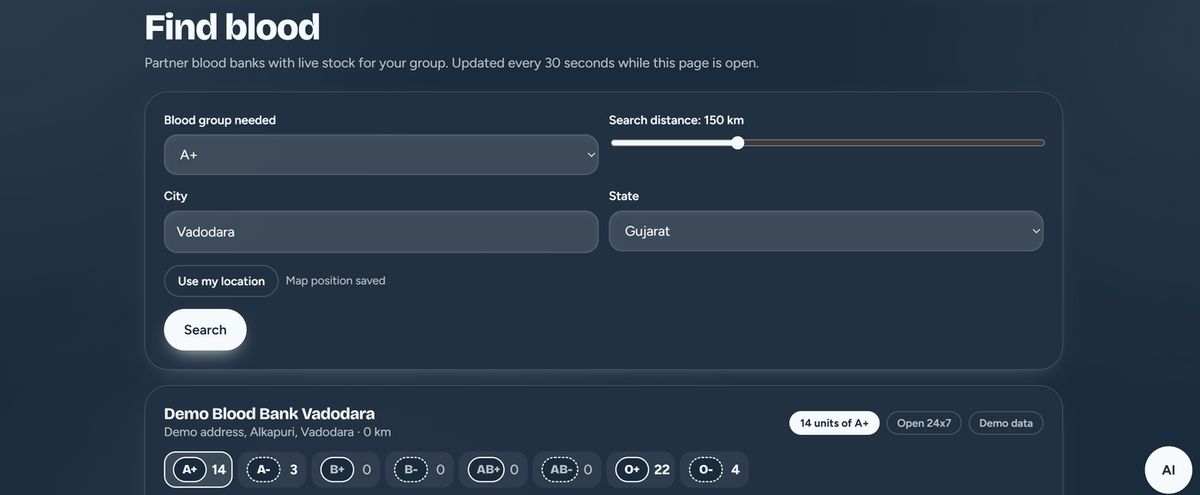 Find blood
Partner blood banks with live stock for your group. Updated every 30 seconds while this page is open.
Blood group needed
Search distance: 150 km
A+
City
State
Vadodara
Gujarat
Use my location
Map position saved
Search
Demo Blood Bank Vadodara
Demo address, Alkapuri, Vadodara · 0 km
14 units of A+
Open 24x7
Demo data
A+ 14
A- 3
B+ 0
B- 0
AB+ 0
AB- 0
O+ 22
O- 4
AI